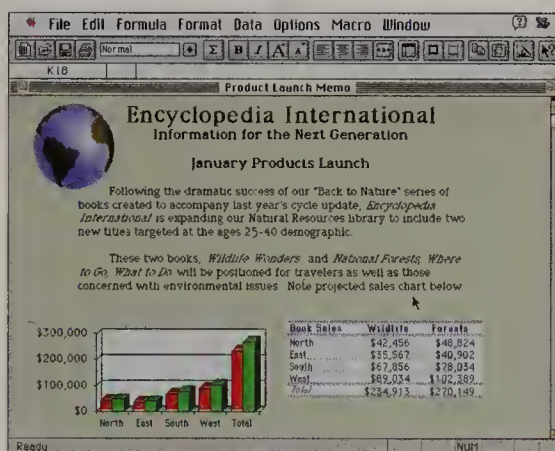 File Edit Formula Format Data Options Macro Window
Normal Σ B I A A
K18
Product Launch Memo
Encyclopedia International
Information for the Next Generation
January Products Launch
Following the dramatic success of our "Back to Nature" series of
books created to accompany last year's cycle update, Encyclopedia
International is expanding our Natural Resources library to include two
new titles targeted at the ages 25-40 demographic.
These two books, Wildlife Wonders and National Forests, Where
to Go, What to Do will be positioned for travelers as well as those
concerned with environmental issues Note projected sales chart below
$300,000
$200,000
$100,000
$0
North East South West Total
Book Sales Wildlife Forests
North $42,456 $48,824
East $35,567 $40,902
South $67,856 $78,034
West $89,034 $102,389
Total $234,913 $270,149
Ready NUM